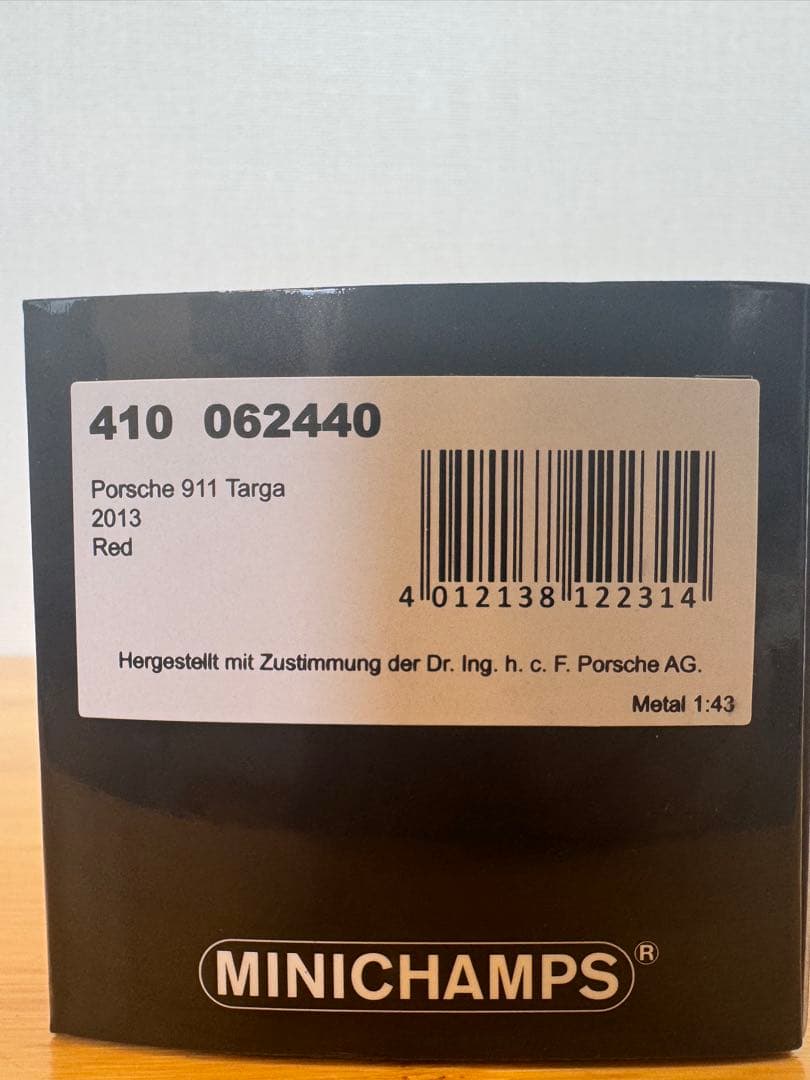 410 062440
Porsche 911 Targa
2013
Red
4 012138 122314
Hergestellt mit Zustimmung der Dr. Ing. h. c. F. Porsche AG.
Metal 1:43
MINICHAMPS®